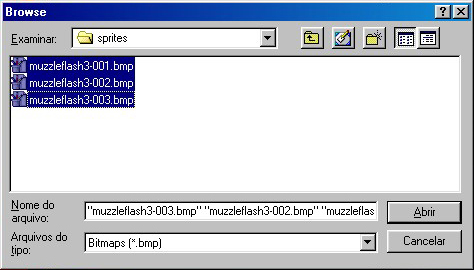 Browse
Examinar: sprites
muzzleflash3-001.bmp
muzzleflash3-002.bmp
muzzleflash3-003.bmp
Nome do
arquivo: "muzzleflash3-003.bmp" "muzzleflash3-002.bmp" "muzzleflas
Abrir
Arquivos do
tipo: Bitmaps (*.bmp)
Cancelar